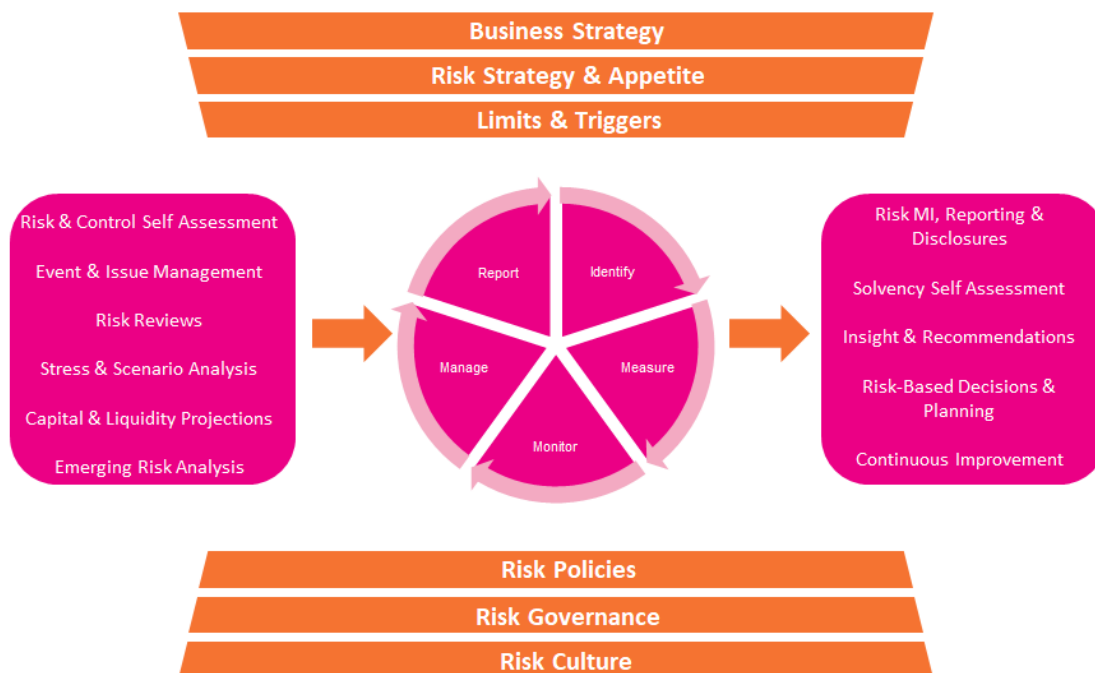 Business Strategy
Risk Strategy & Appetite
Limits & Triggers
Risk & Control Self Assessment
Event & Issue Management
Risk Reviews
Stress & Scenario Analysis
Capital & Liquidity Projections
Emerging Risk Analysis
Report
Identify
Manage
Measure
Monitor
Risk MI, Reporting &
Disclosures
Solvency Self Assessment
Insight & Recommendations
Risk-Based Decisions &
Planning
Continuous Improvement
Risk Policies
Risk Governance
Risk Culture